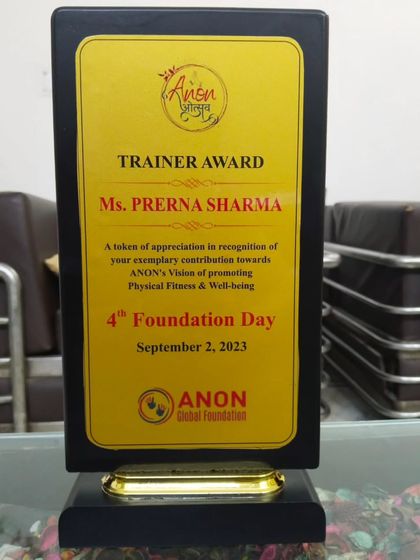 Anon
ओत्सव
TRAINER AWARD
Ms. PRERNA SHARMA
A token of appreciation in recognition of
your exemplary contribution towards
ANON's Vision of promoting
Physical Fitness & Well-being
4th Foundation Day
September 2, 2023
ANON
Global Foundation